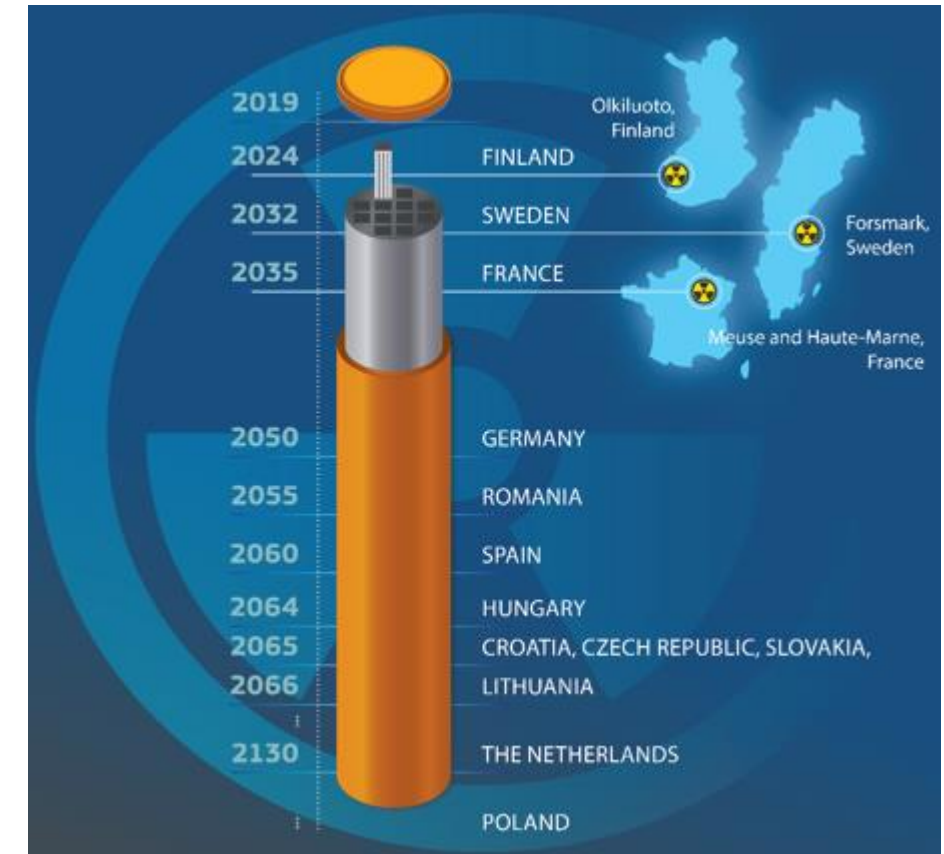 2019
Olkiluoto,
Finland
2024 FINLAND
2032 SWEDEN
Forsmark,
Sweden
2035 FRANCE
Meuse and Haute-Marne,
France
2050 GERMANY
2055 ROMANIA
2060 SPAIN
2064 HUNGARY
2065 CROATIA, CZECH REPUBLIC, SLOVAKIA,
2066 LITHUANIA
2130 THE NETHERLANDS
POLAND